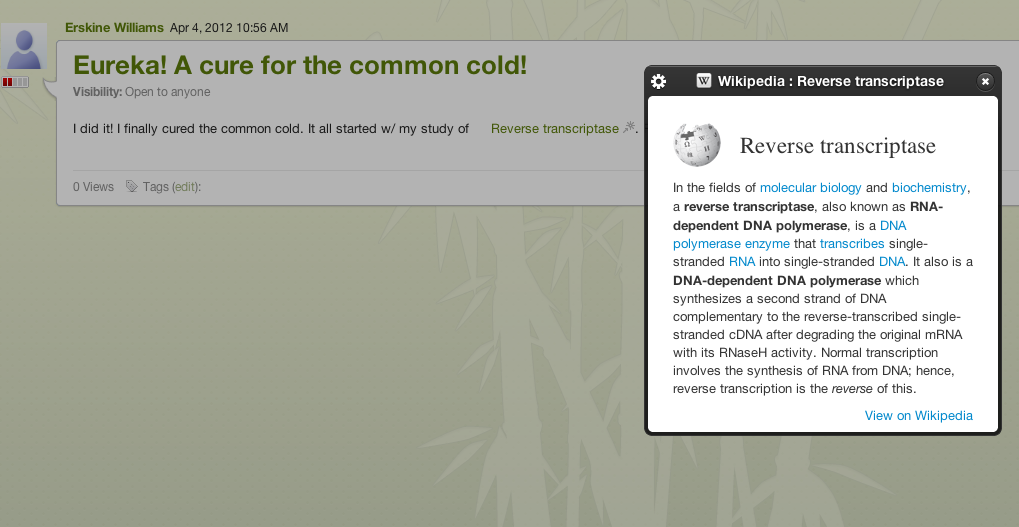 Erskine Williams Apr 4, 2012 10:56 AM
Eureka! A cure for the common cold!
Visibility: Open to anyone
I did it! I finally cured the common cold. It all started w/ my study of Reverse transcriptase .
0 Views Tags (edit):
W Wikipedia : Reverse transcriptase
Reverse transcriptase
In the fields of molecular biology and biochemistry,
a reverse transcriptase, also known as RNA-
dependent DNA polymerase, is a DNA
polymerase enzyme that transcribes single-
stranded RNA into single-stranded DNA. It also is a
DNA-dependent DNA polymerase which
synthesizes a second strand of DNA
complementary to the reverse-transcribed single-
stranded cDNA after degrading the original mRNA
with its RNaseH activity. Normal transcription
involves the synthesis of RNA from DNA; hence,
reverse transcription is the reverse of this.
View on Wikipedia